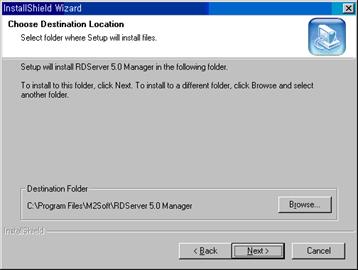 InstallShield Wizard
Choose Destination Location
Select folder where Setup will install files.
Setup will install RDServer 5.0 Manager in the following folder.
To install to this folder, click Next. To install to a different folder, click Browse and select
another folder.
Destination Folder
C:\Program Files\M2Soft\RDServer 5.0 Manager
Browse...
InstallShield
< Back
Next >
Cancel